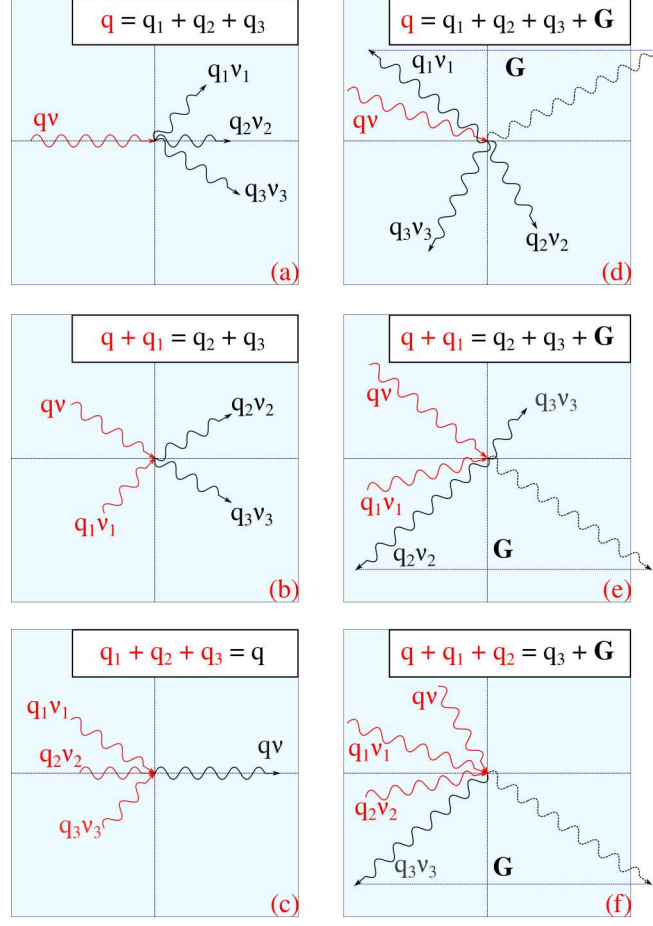 q = q₁ + q₂ + q₃
q₁ν₁
qν
q₂ν₂
q₃ν₃
(a)
q = q₁ + q₂ + q₃ + G
q₁ν₁
G
qν
q₃ν₃
q₂ν₂
(d)
q + q₁ = q₂ + q₃
qν
q₂ν₂
q₁ν₁
q₃ν₃
(b)
q + q₁ = q₂ + q₃ + G
qν
q₃ν₃
q₁ν₁
q₂ν₂
G
(e)
q₁ + q₂ + q₃ = q
q₁ν₁
q₂ν₂
qν
q₃ν₃
(c)
q + q₁ + q₂ = q₃ + G
qν
q₁ν₁
q₂ν₂
q₃ν₃
G
(f)